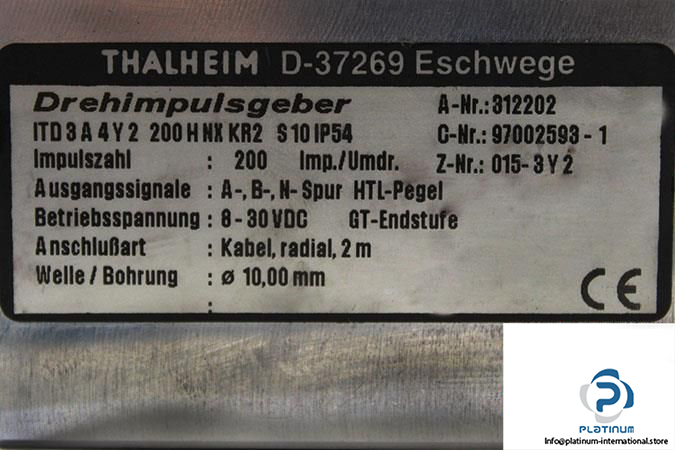 THALHEIM D-37269 Eschwege
Drehimpulsgeber A-Nr.: 312202
ITD 3 A 4 Y 2 200 H NX KR2 S 10 IP54 C-Nr.: 97002593 - 1
Impulszahl : 200 Imp./Umdr. Z-Nr.: 015- 3 Y 2
Ausgangssignale : A-, B-, N- Spur HTL-Pegel
Betriebsspannung : 8 - 30 VDC GT-Endstufe
Anschlußart : Kabel, radial, 2 m
Welle / Bohrung : ø 10,00 mm
:
CE
PLATINUM
Info@platinum-international.store